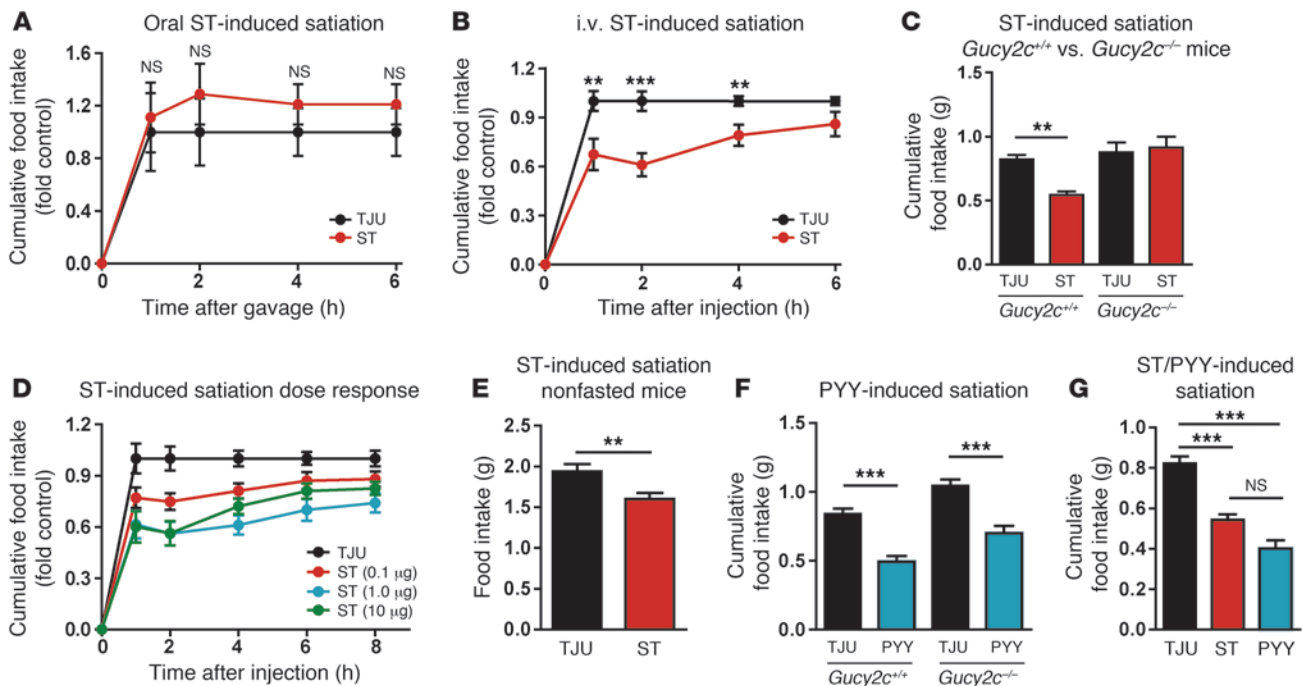 A
Oral ST-induced satiation
Cumulative food intake
(fold control)
1.6
1.2
0.8
0.4
0.0
NS
NS
NS
NS
TJU
ST
0
2
4
6
Time after gavage (h)
B
i.v. ST-induced satiation
Cumulative food intake
(fold control)
1.2
0.9
0.6
0.3
0.0
**
***
**
TJU
ST
0
2
4
6
Time after injection (h)
C
ST-induced satiation
Gucy2c+/+ vs. Gucy2c–/– mice
Cumulative
food intake (g)
1.0
0.5
0.0
**
TJU
ST
TJU
ST
Gucy2c+/+
Gucy2c–/–
D
ST-induced satiation dose response
Cumulative food intake
(fold control)
1.2
0.9
0.6
0.3
0.0
TJU
ST (0.1 μg)
ST (1.0 μg)
ST (10 μg)
0
2
4
6
8
Time after injection (h)
E
ST-induced satiation
nonfasted mice
Food intake (g)
2.5
2.0
1.5
1.0
0.5
0.0
**
TJU
ST
F
PYY-induced satiation
Cumulative
food intake (g)
1.5
1.0
0.5
0.0
***
***
TJU
PYY
TJU
PYY
Gucy2c+/+
Gucy2c–/–
G
ST/PYY-induced
satiation
Cumulative
food intake (g)
1.0
0.8
0.6
0.4
0.2
0.0
***
***
NS
TJU
ST
PYY